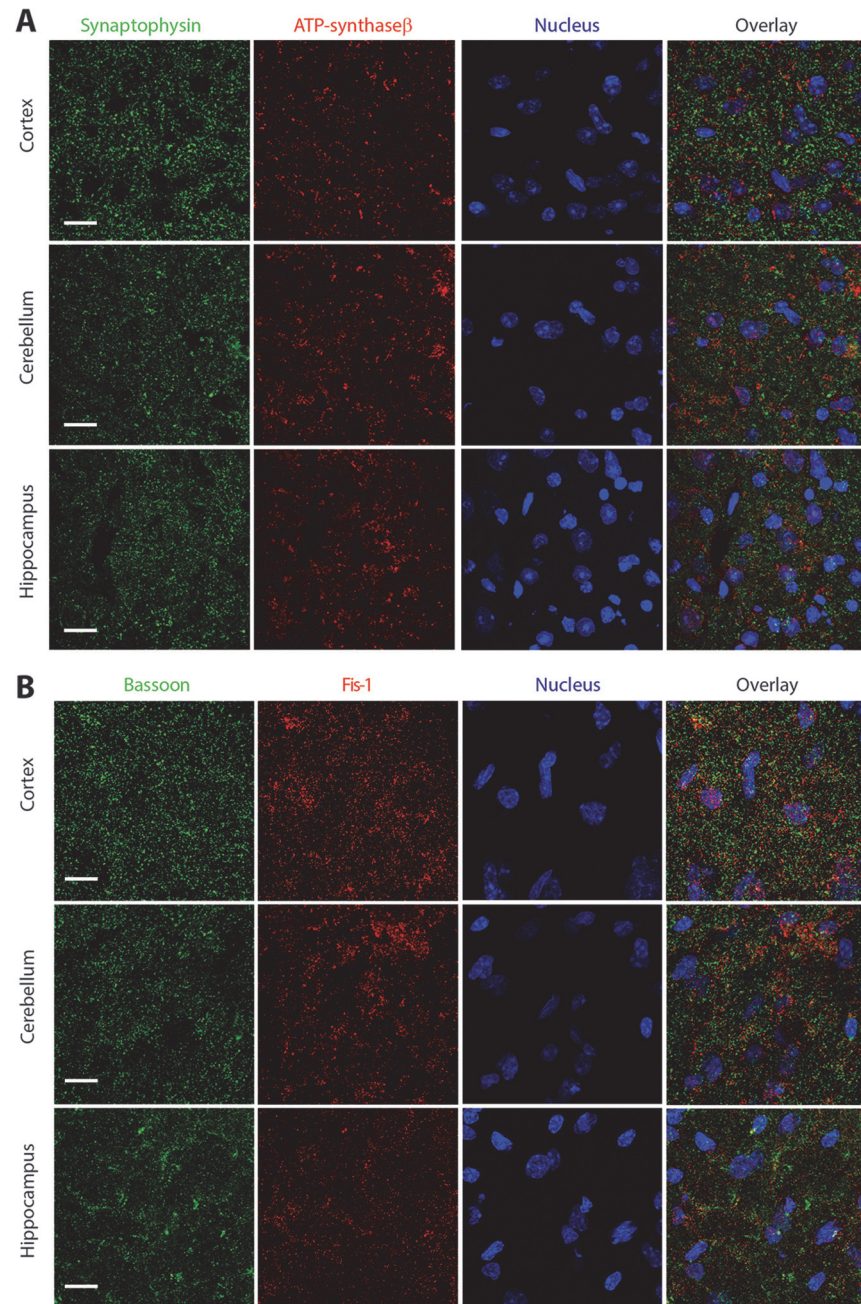 A
Synaptophysin ATP-synthaseβ Nucleus Overlay
Cortex
Cerebellum
Hippocampus
B
Bassoon Fis-1 Nucleus Overlay
Cortex
Cerebellum
Hippocampus